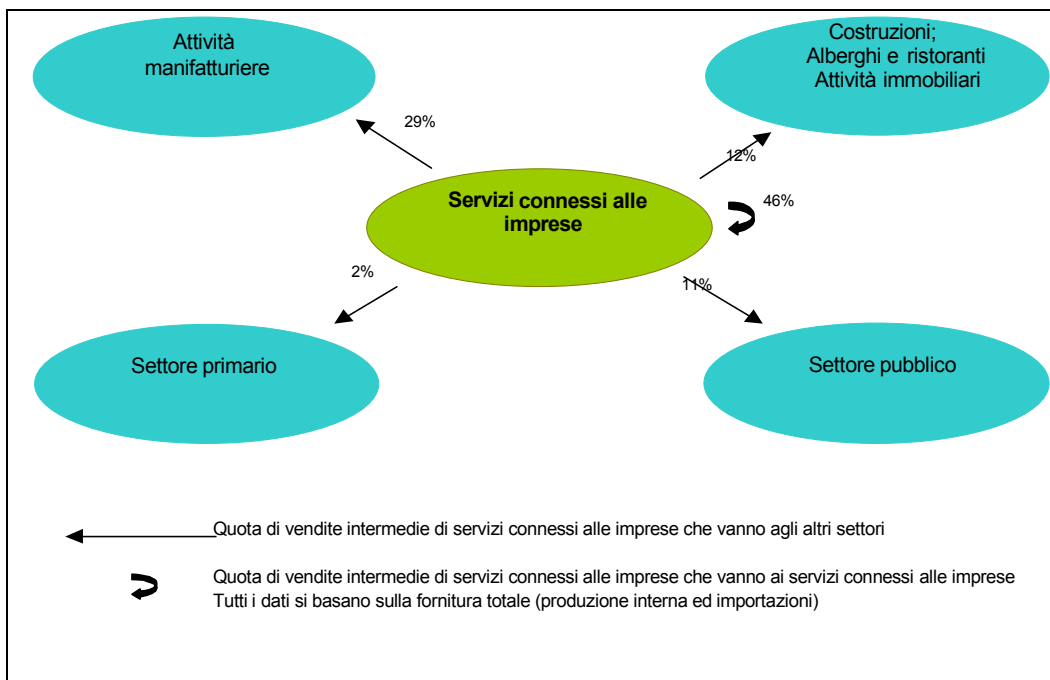 Attività
manifatturiere
Costruzioni;
Alberghi e ristoranti
Attività immobiliari
29%
12%
Servizi connessi alle
imprese
46%
2%
11%
Settore primario
Settore pubblico
Quota di vendite intermedie di servizi connessi alle imprese che vanno agli altri settori
Quota di vendite intermedie di servizi connessi alle imprese che vanno ai servizi connessi alle imprese
Tutti i dati si basano sulla fornitura totale (produzione interna ed importazioni)